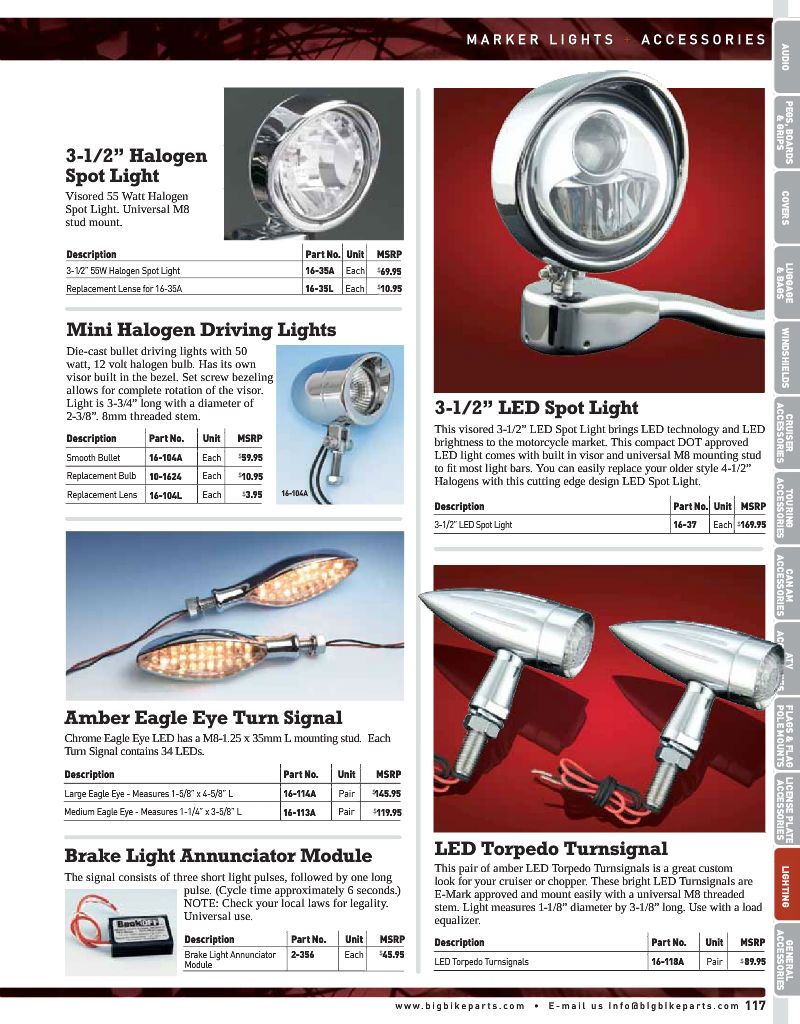 MARKER LIGHTS + ACCESSORIES
3-1/2” Halogen
Spot Light
Visored 55 Watt Halogen
Spot Light. Universal M8
stud mount.
Description Part No. Unit MSRP
3-1/2” 55W Halogen Spot Light 16-35A Each $69.95
Replacement Lense for 16-35A 16-35L Each $10.95
Mini Halogen Driving Lights
Die-cast bullet driving lights with 50
watt, 12 volt halogen bulb. Has its own
visor built in the bezel. Set screw bezeling
allows for complete rotation of the visor.
Light is 3-3/4” long with a diameter of
2-3/8”. 8mm threaded stem.
Description Part No. Unit MSRP
Smooth Bullet 16-104A Each $59.95
Replacement Bulb 10-1624 Each $10.95
Replacement Lens 16-104L Each $3.95
16-104A
Amber Eagle Eye Turn Signal
Chrome Eagle Eye LED has a M8-1.25 x 35mm L mounting stud. Each
Turn Signal contains 34 LEDs.
Description Part No. Unit MSRP
Large Eagle Eye - Measures 1-5/8” x 4-5/8” L 16-114A Pair $145.95
Medium Eagle Eye - Measures 1-1/4” x 3-5/8” L 16-113A Pair $119.95
Brake Light Annunciator Module
The signal consists of three short light pulses, followed by one long
pulse. (Cycle time approximately 6 seconds.)
NOTE: Check your local laws for legality.
Universal use.
BackOFF
Description Part No. Unit MSRP
Brake Light Annunciator
Module 2-356 Each $45.95
3-1/2” LED Spot Light
This visored 3-1/2” LED Spot Light brings LED technology and LED
brightness to the motorcycle market. This compact DOT approved
LED light comes with built in visor and universal M8 mounting stud
to fit most light bars. You can easily replace your older style 4-1/2”
Halogens with this cutting edge design LED Spot Light.
Description Part No. Unit MSRP
3-1/2” LED Spot Light 16-37 Each $169.95
LED Torpedo Turnsignal
This pair of amber LED Torpedo Turnsignals is a great custom
look for your cruiser or chopper. These bright LED Turnsignals are
E-Mark approved and mount easily with a universal M8 threaded
stem. Light measures 1-1/8” diameter by 3-1/8” long. Use with a load
equalizer.
Description Part No. Unit MSRP
LED Torpedo Turnsignals 16-118A Pair $89.95
AUDIO
PEGS, BOARDS
& GRIPS
COVERS
LUGGAGE
& BAGS
WINDSHIELDS
CRUISER
ACCESSORIES
TOURING
ACCESSORIES
CAN AM
ACCESSORIES
ATV
FLAGS & FLAG
POLE MOUNTS
LICENSE PLATE
ACCESSORIES
LIGHTING
GENERAL
ACCESSORIES
www.bigbikeparts.com • E-mail us info@bigbikeparts.com 117